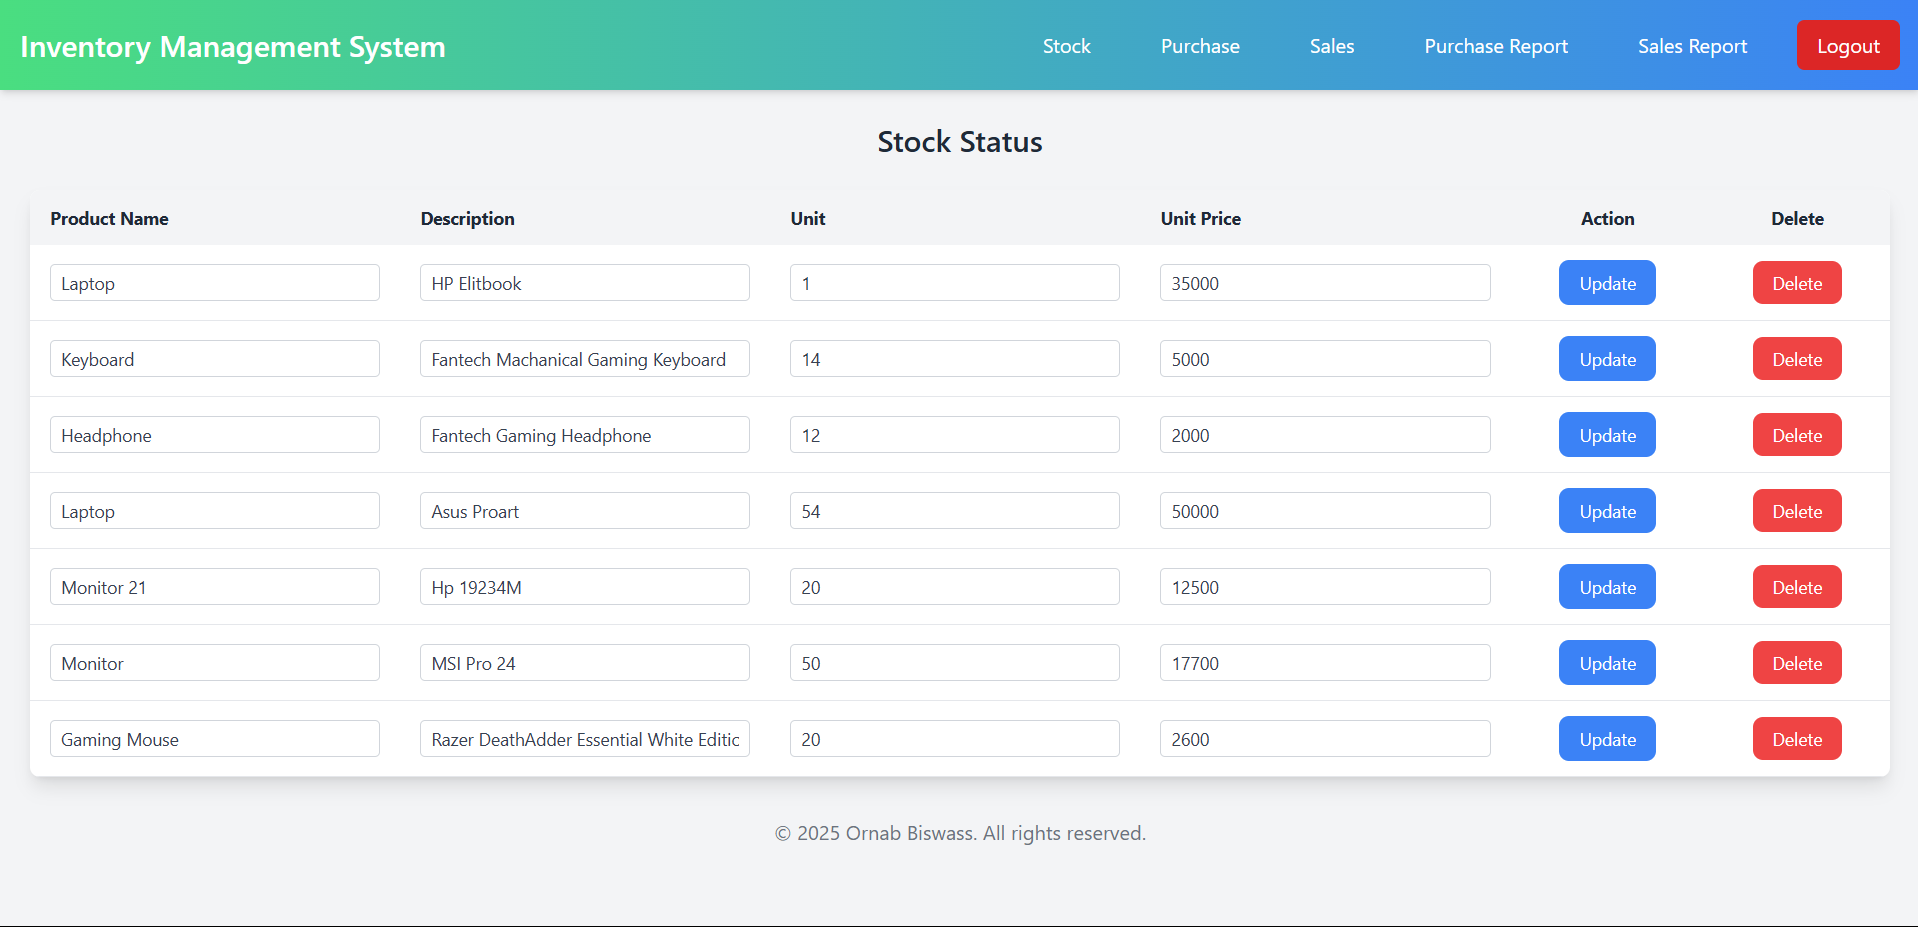 Inventory Management System Stock Purchase Sales Purchase Report Sales Report Logout
Stock Status
Product Name Description Unit Unit Price Action Delete
Laptop HP Elitbook 1 35000 Update Delete
Keyboard Fantech Machanical Gaming Keyboard 14 5000 Update Delete
Headphone Fantech Gaming Headphone 12 2000 Update Delete
Laptop Asus Proart 54 50000 Update Delete
Monitor 21 Hp 19234M 20 12500 Update Delete
Monitor MSI Pro 24 50 17700 Update Delete
Gaming Mouse Razer DeathAdder Essential White Editic 20 2600 Update Delete
© 2025 Ornab Biswass. All rights reserved.